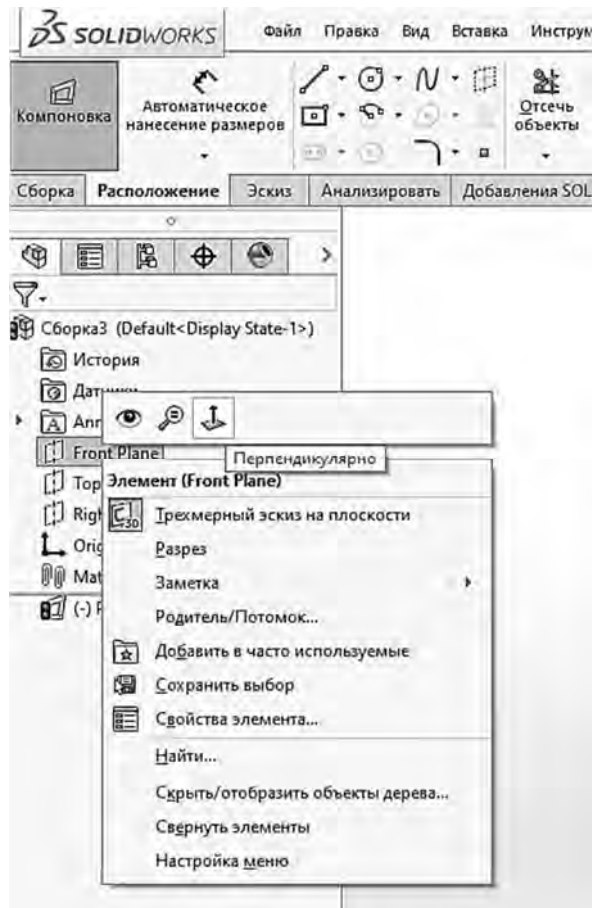 SOLIDWORKS Файл Правка Вид Вставка
Компоновка
Автоматическое
нанесение размеров
Отсечь
объекты
Сборка Расположение Эскиз Анализировать Добавления
Сборка3 (Default<Display State-1>)
История
Front Plane
Перпендикулярно
Элемент (Front Plane)
Трехмерный эскиз на плоскости
Разрез
Заметка
Родитель/Потомок...
Добавить в часто используемые
Сохранить выбор
Свойства элемента...
Найти...
Скрыть/отобразить объекты дерева...
Свернуть элементы
Настройка меню